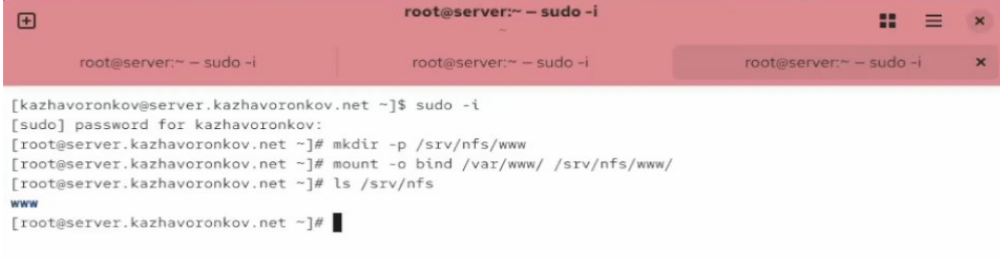 root@server:~ — sudo -i
~
root@server:~ — sudo -i
root@server:~ — sudo -i
root@server:~ — sudo -i
[kazhavoronkov@server.kazhavoronkov.net ~]$ sudo -i
[sudo] password for kazhavoronkov:
[root@server.kazhavoronkov.net ~]# mkdir -p /srv/nfs/www
[root@server.kazhavoronkov.net ~]# mount -o bind /var/www/ /srv/nfs/www/
[root@server.kazhavoronkov.net ~]# ls /srv/nfs
www
[root@server.kazhavoronkov.net ~]#